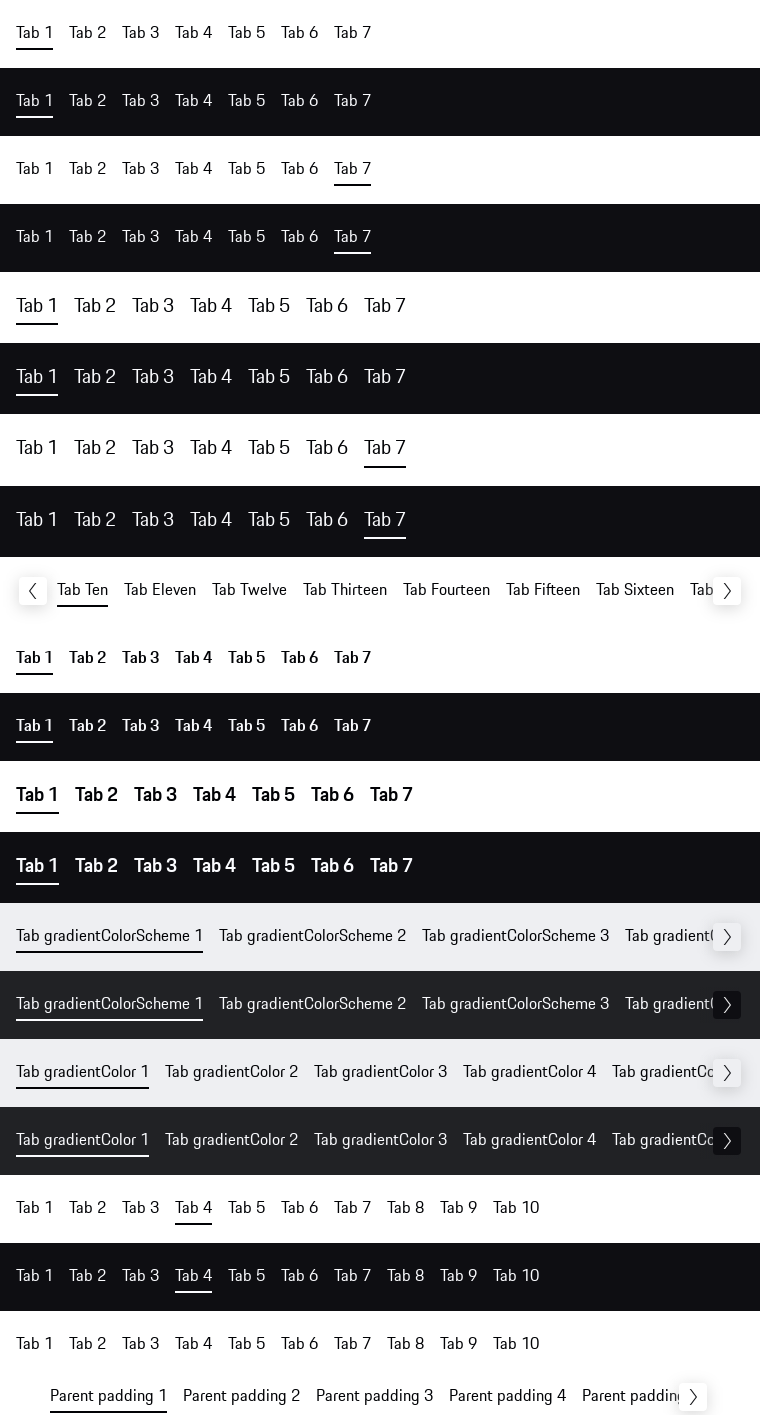 Tab 1 Tab 2 Tab 3 Tab 4 Tab 5 Tab 6 Tab 7
Tab 1 Tab 2 Tab 3 Tab 4 Tab 5 Tab 6 Tab 7
Tab 1 Tab 2 Tab 3 Tab 4 Tab 5 Tab 6 Tab 7
Tab 1 Tab 2 Tab 3 Tab 4 Tab 5 Tab 6 Tab 7
Tab 1 Tab 2 Tab 3 Tab 4 Tab 5 Tab 6 Tab 7
Tab 1 Tab 2 Tab 3 Tab 4 Tab 5 Tab 6 Tab 7
Tab 1 Tab 2 Tab 3 Tab 4 Tab 5 Tab 6 Tab 7
Tab 1 Tab 2 Tab 3 Tab 4 Tab 5 Tab 6 Tab 7
Tab Ten Tab Eleven Tab Twelve Tab Thirteen Tab Fourteen Tab Fifteen Tab Sixteen Tab
Tab 1 Tab 2 Tab 3 Tab 4 Tab 5 Tab 6 Tab 7
Tab 1 Tab 2 Tab 3 Tab 4 Tab 5 Tab 6 Tab 7
Tab 1 Tab 2 Tab 3 Tab 4 Tab 5 Tab 6 Tab 7
Tab 1 Tab 2 Tab 3 Tab 4 Tab 5 Tab 6 Tab 7
Tab gradientColorScheme 1 Tab gradientColorScheme 2 Tab gradientColorScheme 3 Tab
Tab gradientColorScheme 1 Tab gradientColorScheme 2 Tab gradientColorScheme 3 Tab
Tab gradientColor 1 Tab gradientColor 2 Tab gradientColor 3 Tab gradientColor 4 Tab
Tab gradientColor 1 Tab gradientColor 2 Tab gradientColor 3 Tab gradientColor 4 Tab
Tab 1 Tab 2 Tab 3 Tab 4 Tab 5 Tab 6 Tab 7 Tab 8 Tab 9 Tab 10
Tab 1 Tab 2 Tab 3 Tab 4 Tab 5 Tab 6 Tab 7 Tab 8 Tab 9 Tab 10
Tab 1 Tab 2 Tab 3 Tab 4 Tab 5 Tab 6 Tab 7 Tab 8 Tab 9 Tab 10
Parent padding 1 Parent padding 2 Parent padding 3 Parent padding 4 Parent padding